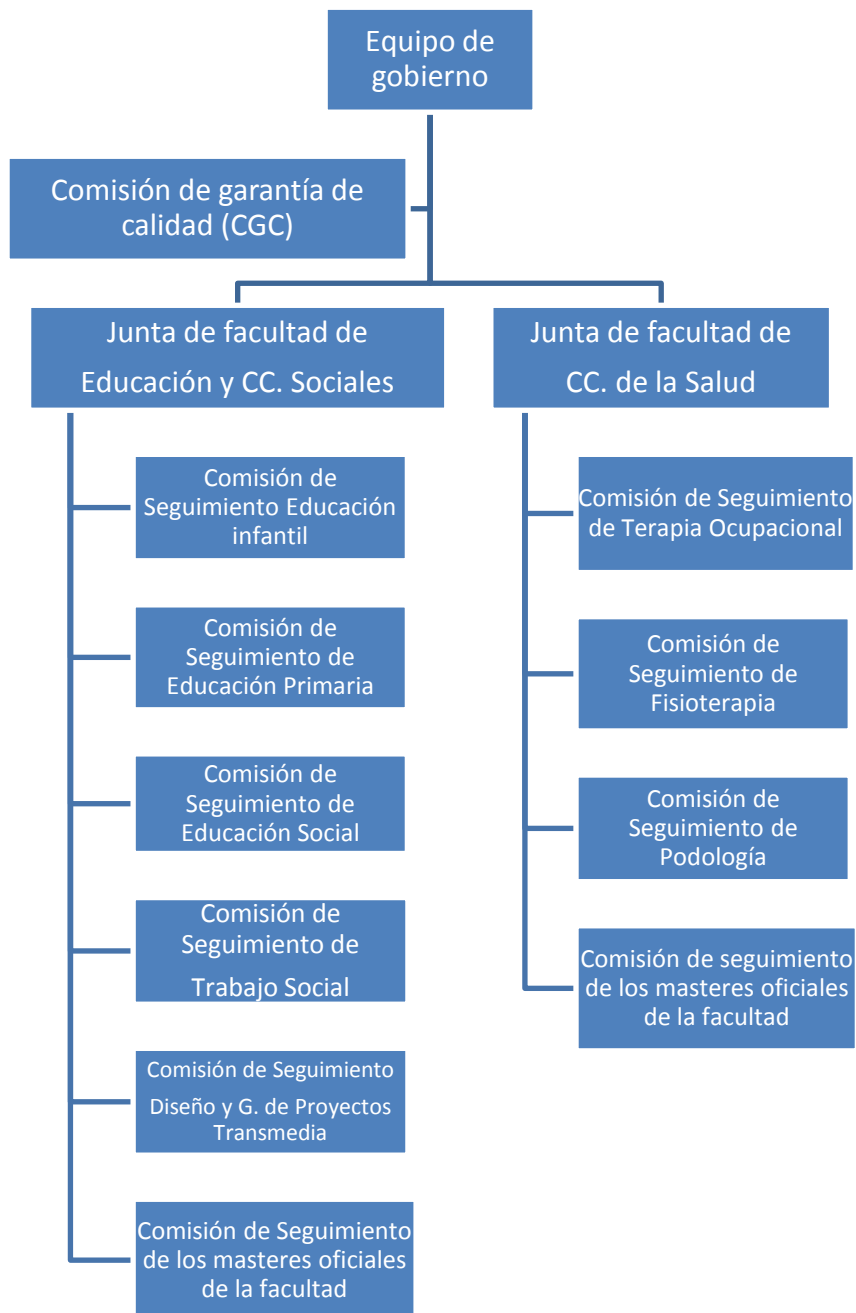 Equipo de
gobierno
Comisión de garantía de
calidad (CGC)
Junta de facultad de
Educación y CC. Sociales
Comisión de
Seguimiento Educación
infantil
Comisión de
Seguimiento de
Educación Primaria
Comisión de
Seguimiento de
Educación Social
Comisión de
Seguimiento de
Trabajo Social
Comisión de Seguimiento
Diseño y G. de Proyectos
Transmedia
Comisión de Seguimiento
de los masteres oficiales
de la facultad
Junta de facultad de
CC. de la Salud
Comisión de Seguimiento
de Terapia Ocupacional
Comisión de
Seguimiento de
Fisioterapia
Comisión de
Seguimiento de
Podología
Comisión de seguimiento
de los masteres oficiales
de la facultad